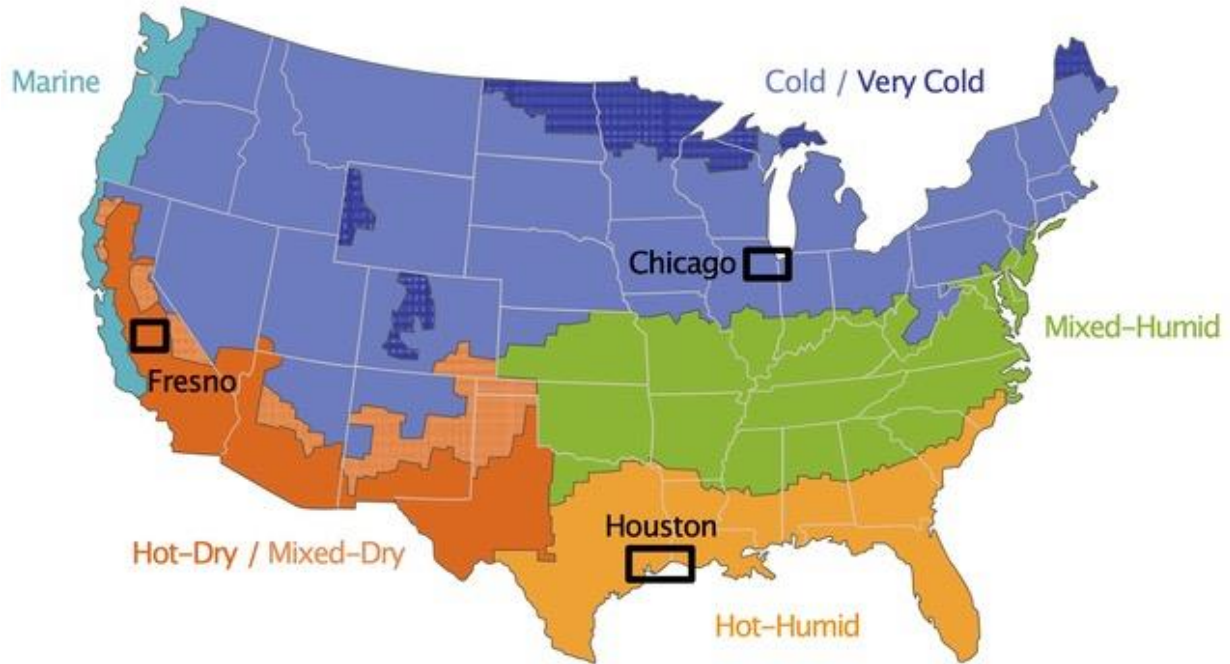 Marine
Cold / Very Cold
Chicago
Mixed-Humid
Fresno
Houston
Hot-Dry / Mixed-Dry
Hot-Humid